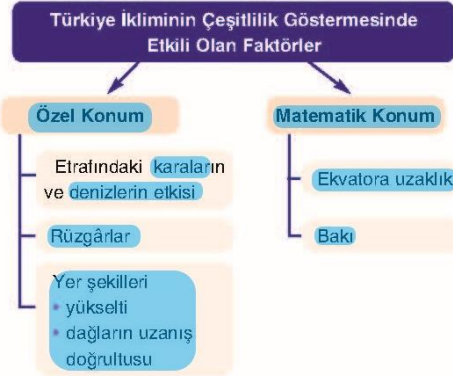 Türkiye İkliminin Çeşitlilik Göstermesinde
Etkili Olan Faktörler
Özel Konum
Matematik Konum
Etrafındaki karaların
ve denizlerin etkisi
Ekvatora uzaklık
Rüzgârlar
Bakı
Yer şekilleri
• yükselti
• dağların uzanış
doğrultusu